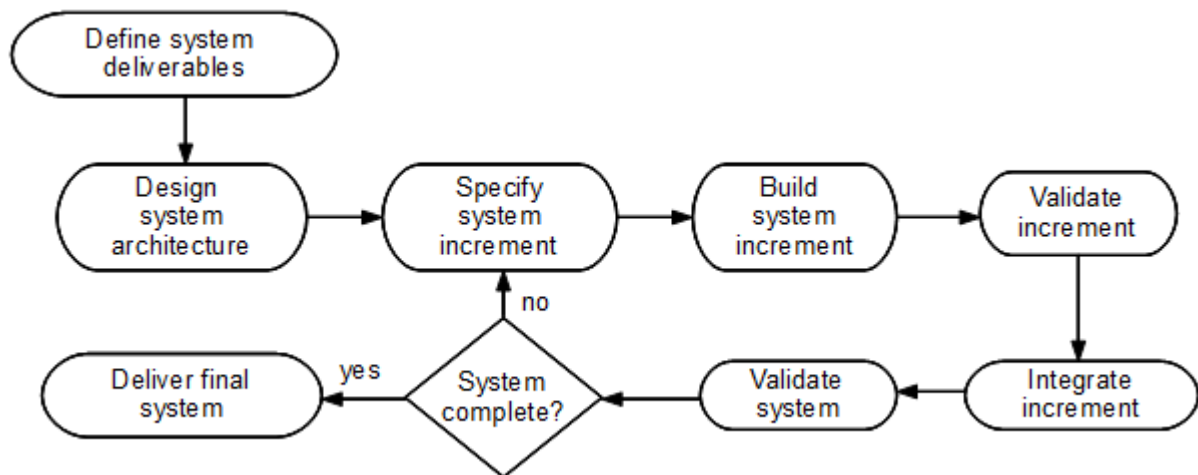 Define system
deliverables
Design
system
architecture
Specify
system
increment
Build
system
increment
Validate
increment
no
yes
Deliver final
system
System
complete?
Validate
system
Integrate
increment